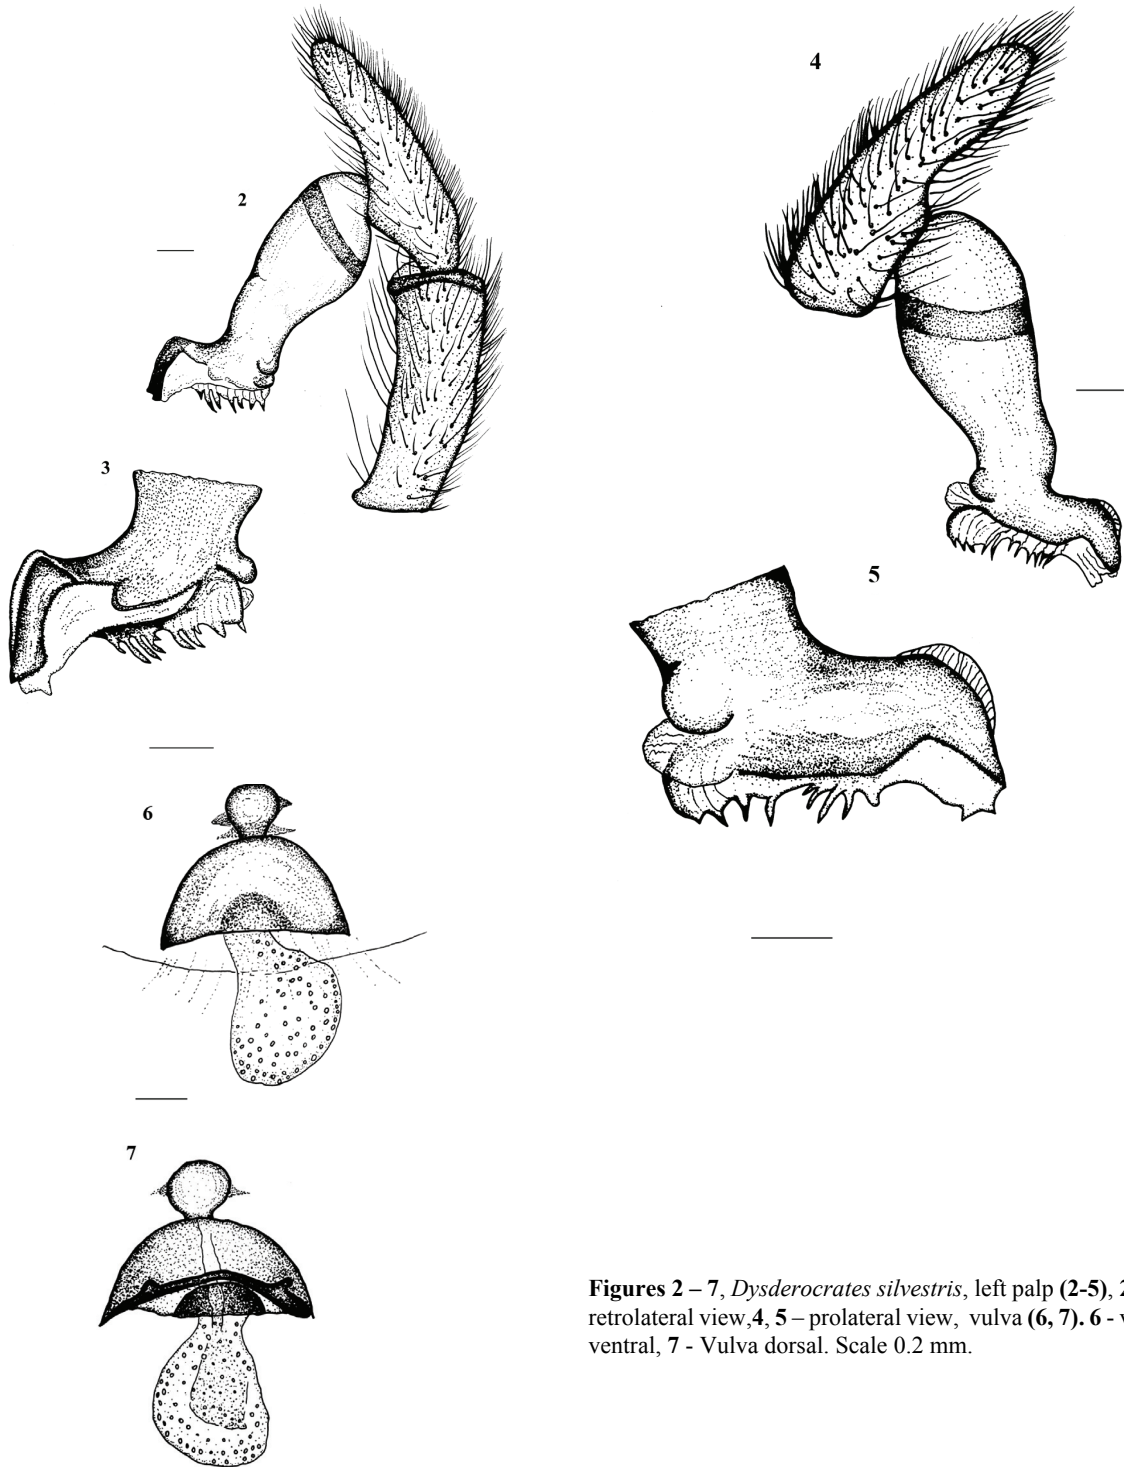 2
4
3
5
6
7
Figures 2 – 7, Dysderocrates silvestris, left palp (2-5), 2
retrolateral view,4, 5 – prolateral view, vulva (6, 7). 6 -
ventral, 7 - Vulva dorsal. Scale 0.2 mm.